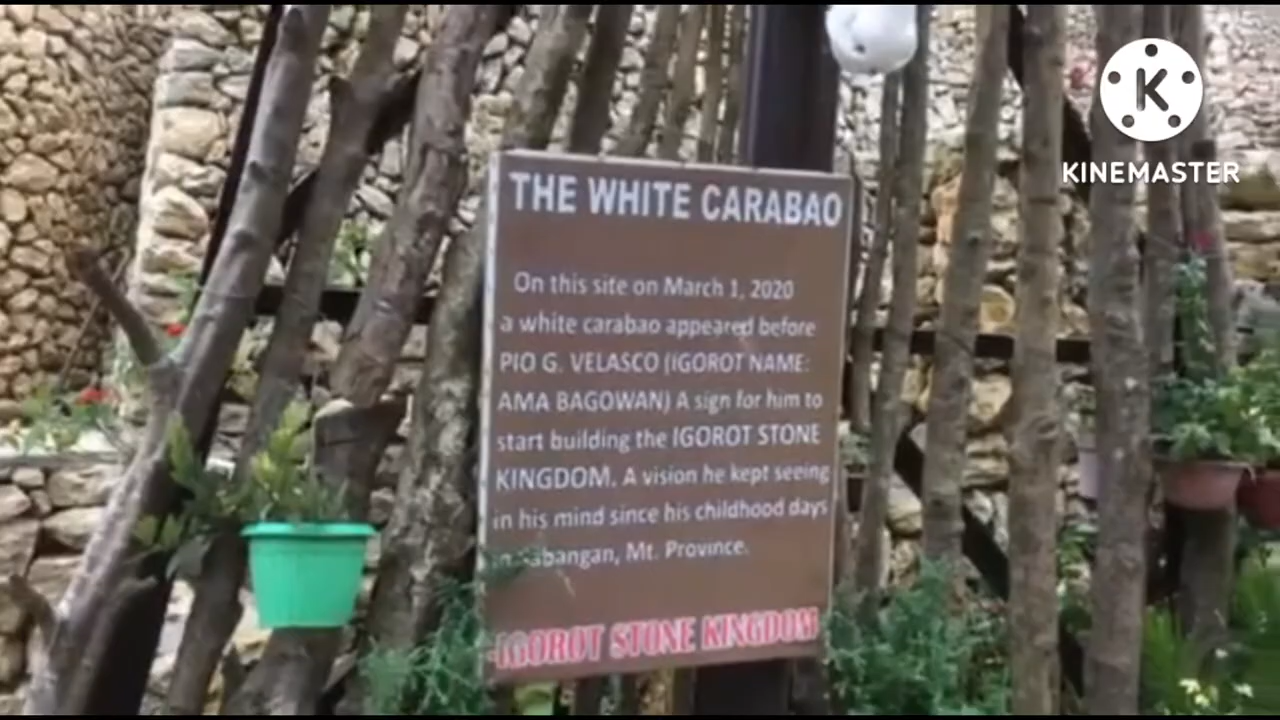 THE WHITE CARABAO
On this site on March 1, 2020
a white carabao appeared before
PIO G. VELASCO (IGOROT NAME:
AMA BAGOWAN) A sign for him to
start building the IGOROT STONE
KINGDOM. A vision he kept seeing
in his mind since his childhood days
in Sabangan, Mt. Province.
-IGOROT STONE KINGDOM
K
KINEMASTER